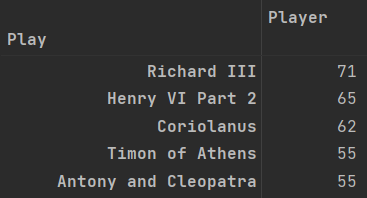 Player
Play
Richard III 71
Henry VI Part 2 65
Coriolanus 62
Timon of Athens 55
Antony and Cleopatra 55